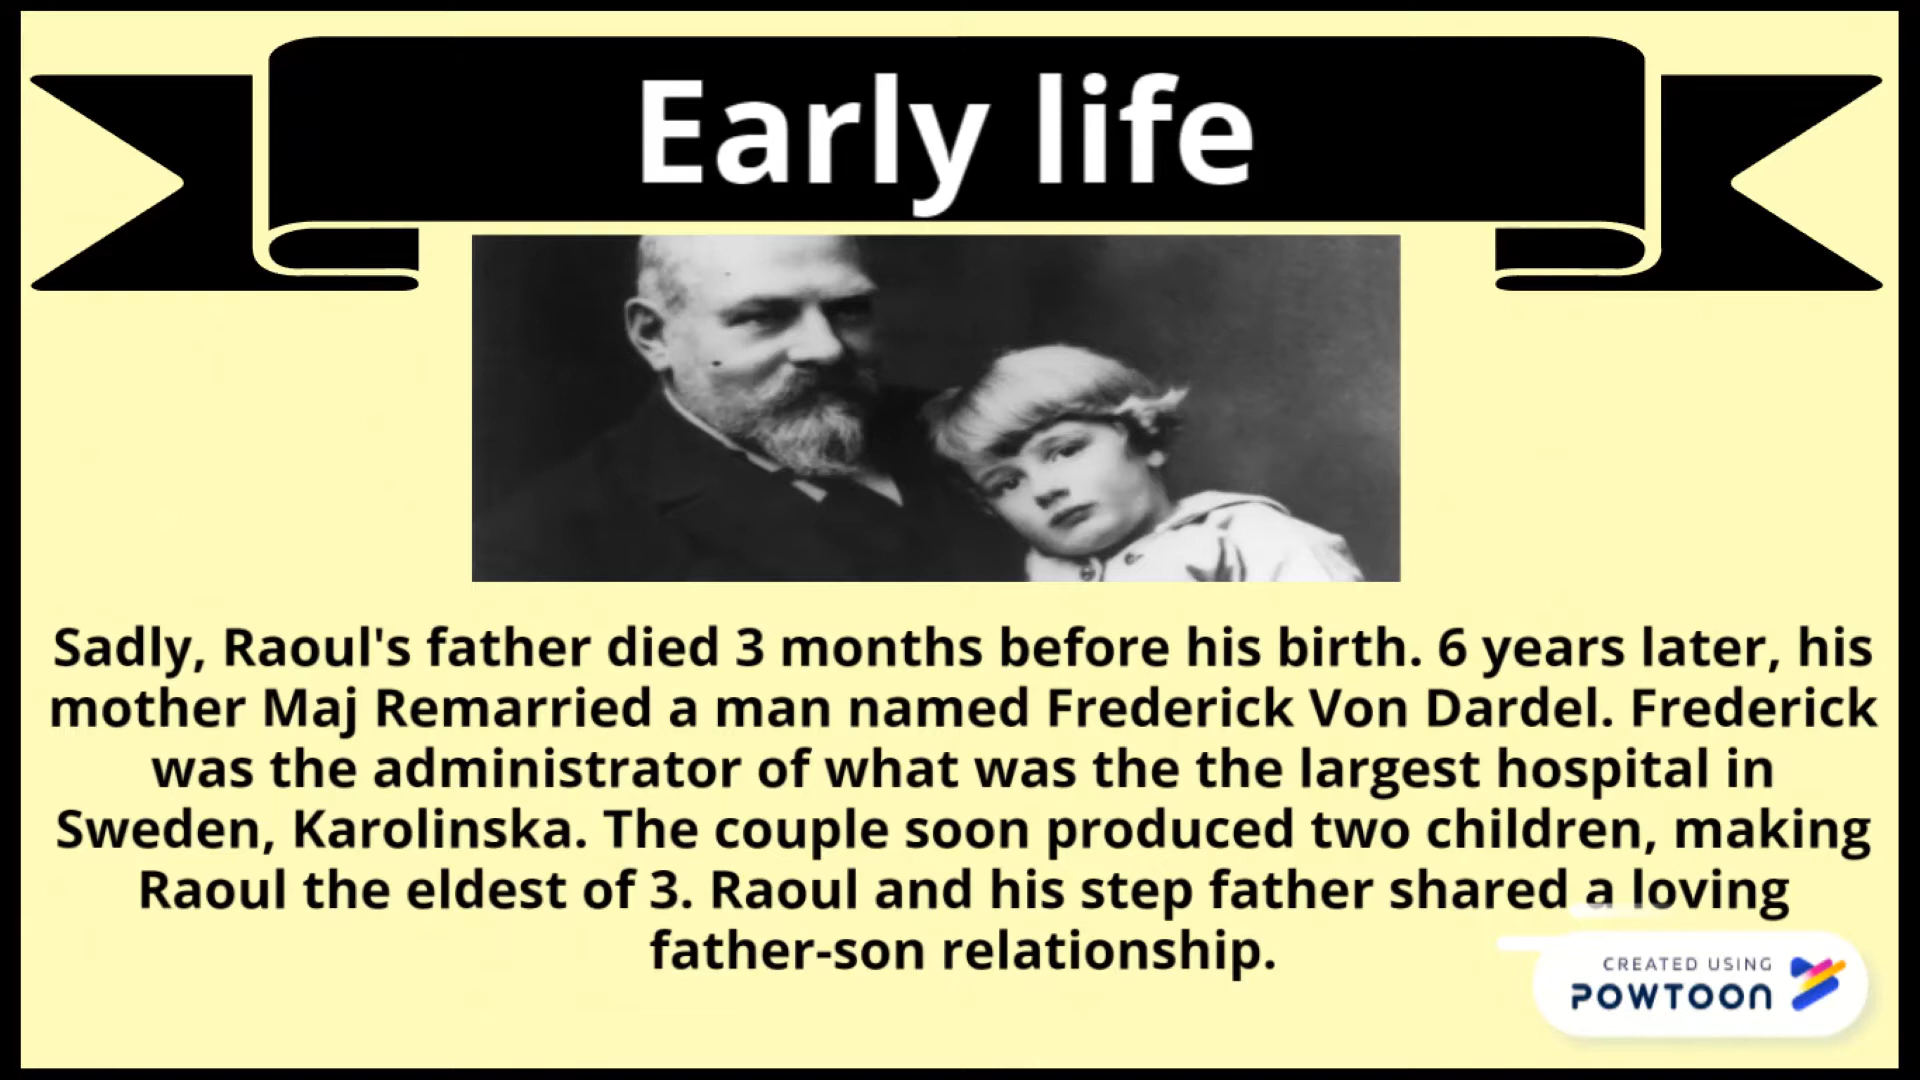 Early life
Sadly, Raoul's father died 3 months before his birth. 6 years later, his
mother Maj Remarried a man named Frederick Von Dardel. Frederick
was the administrator of what was the the largest hospital in
Sweden, Karolinska. The couple soon produced two children, making
Raoul the eldest of 3. Raoul and his step father shared a loving
father-son relationship.
CREATED USING
POWTOON